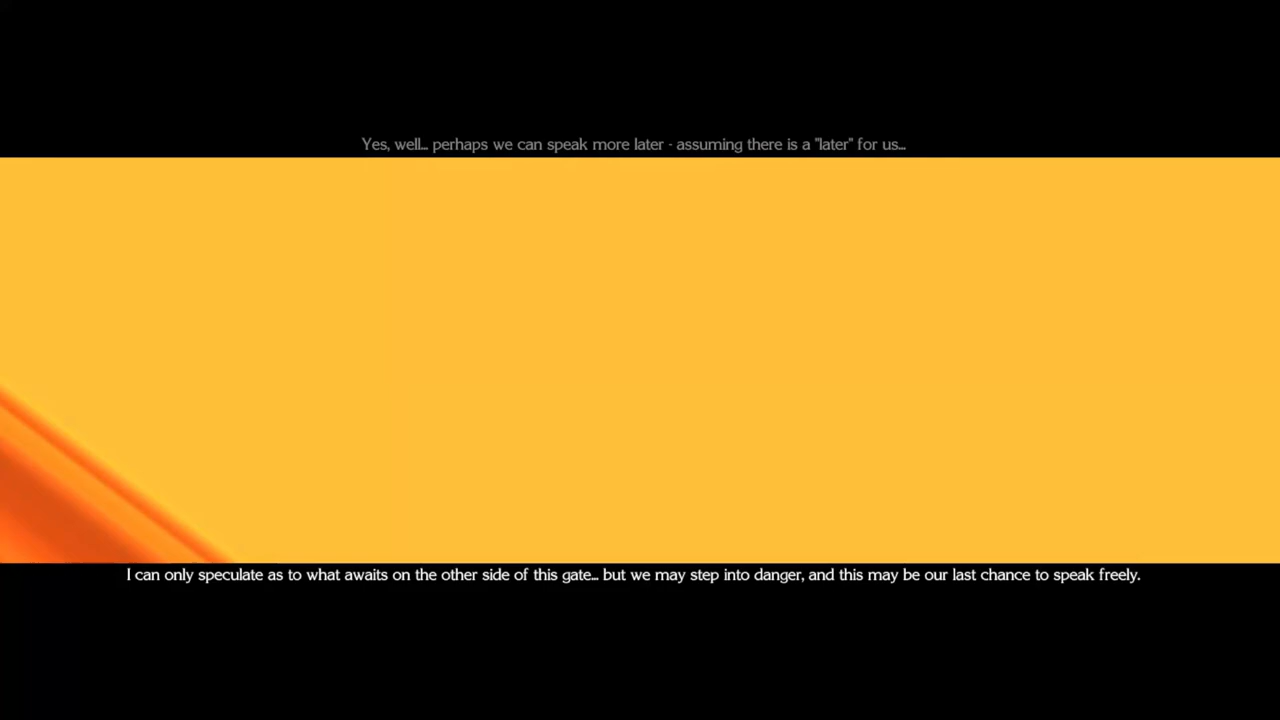 Yes, well... perhaps we can speak more later - assuming there is a "later" for us...
I can only speculate as to what awaits on the other side of this gate... but we may step into danger, and this may be our last chance to speak freely.